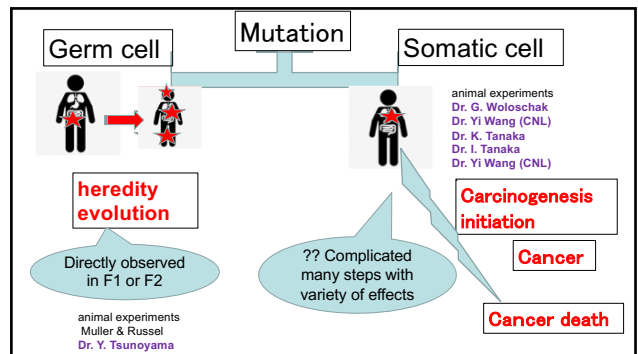 Mutation
Germ cell
Somatic cell
animal experiments
Dr. G. Woloschak
Dr. Yi Wang (CNL)
Dr. K. Tanaka
Dr. I. Tanaka
Dr. Yi Wang (CNL)
heredity
evolution
Directly observed
in F1 or F2
animal experiments
Muller & Russel
Dr. Y. Tsunoyama
?? Complicated
many steps with
variety of effects
Carcinogenesis
initiation
Cancer
Cancer death